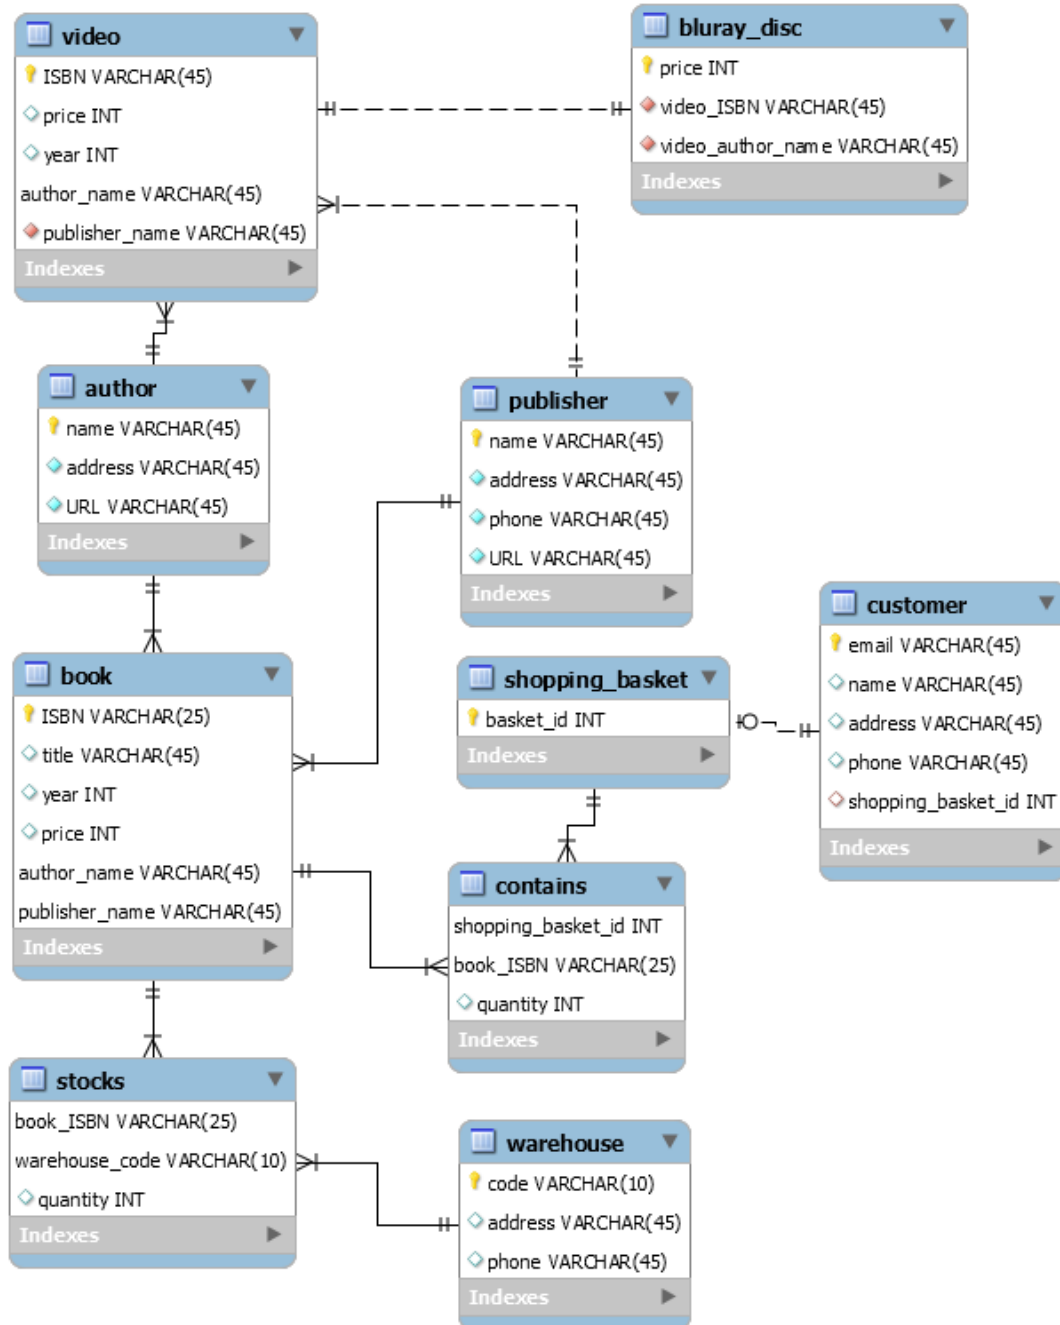 video
ISBN VARCHAR(45)
price INT
year INT
author_name VARCHAR(45)
publisher_name VARCHAR(45)
Indexes
bluray_disc
price INT
video_ISBN VARCHAR(45)
video_author_name VARCHAR(45)
Indexes
author
name VARCHAR(45)
address VARCHAR(45)
URL VARCHAR(45)
Indexes
publisher
name VARCHAR(45)
address VARCHAR(45)
phone VARCHAR(45)
URL VARCHAR(45)
Indexes
customer
email VARCHAR(45)
name VARCHAR(45)
address VARCHAR(45)
phone VARCHAR(45)
shopping_basket_id INT
Indexes
book
ISBN VARCHAR(25)
title VARCHAR(45)
year INT
price INT
author_name VARCHAR(45)
publisher_name VARCHAR(45)
Indexes
shopping_basket
basket_id INT
Indexes
contains
shopping_basket_id INT
book_ISBN VARCHAR(25)
quantity INT
Indexes
stocks
book_ISBN VARCHAR(25)
warehouse_code VARCHAR(10)
quantity INT
Indexes
warehouse
code VARCHAR(10)
address VARCHAR(45)
phone VARCHAR(45)
Indexes